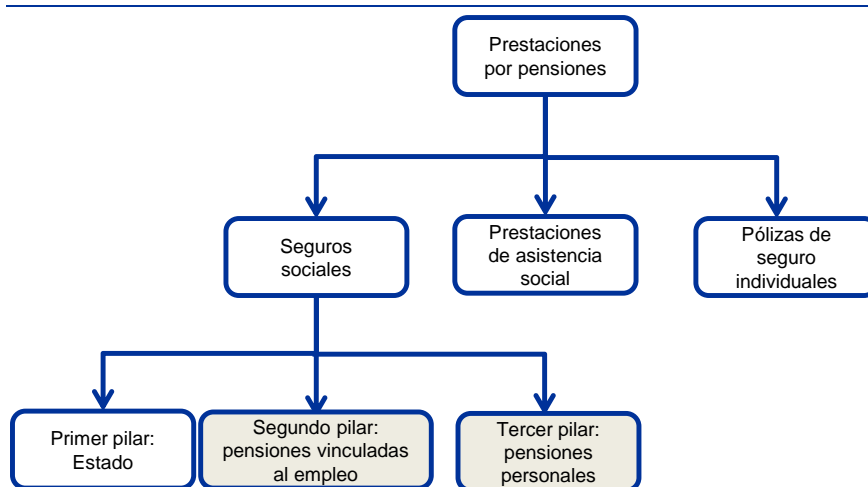 Prestaciones
por pensiones
Seguros
sociales
Prestaciones
de asistencia
social
Pólizas de
seguro
individuales
Primer pilar:
Estado
Segundo pilar:
pensiones vinculadas
al empleo
Tercer pilar:
pensiones
personales